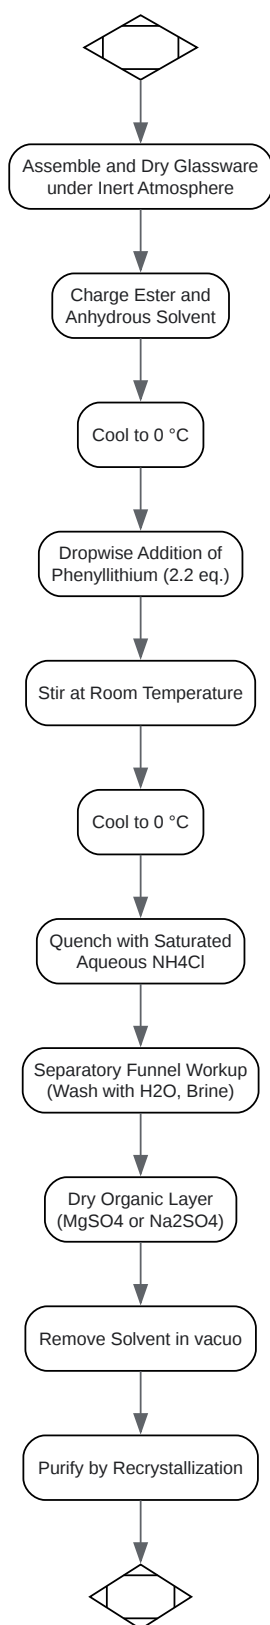 Assemble and Dry Glassware
under Inert Atmosphere
Charge Ester and
Anhydrous Solvent
Cool to 0 °C
Dropwise Addition of
Phenyllithium (2.2 eq.)
Stir at Room Temperature
Cool to 0 °C
Quench with Saturated
Aqueous NH4Cl
Separatory Funnel Workup
(Wash with H2O, Brine)
Dry Organic Layer
(MgSO4 or Na2SO4)
Remove Solvent in vacuo
Purify by Recrystallization